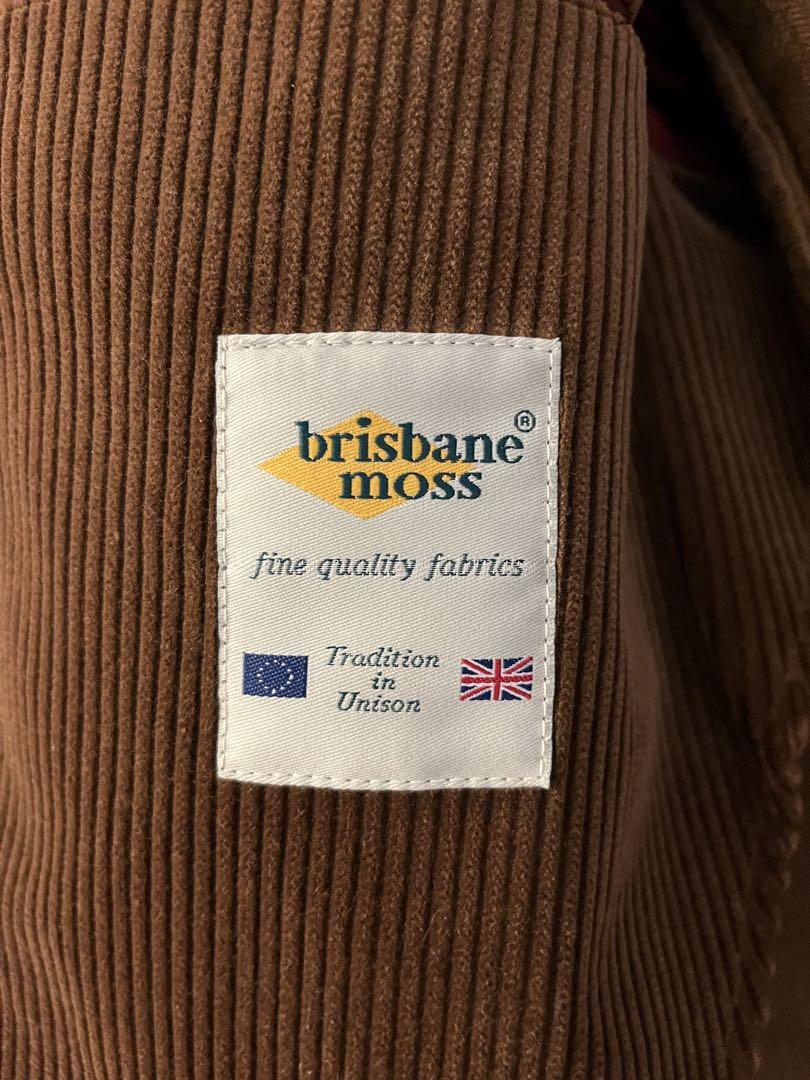 brisbane®
moss
fine quality fabrics
Tradition
in
Unison